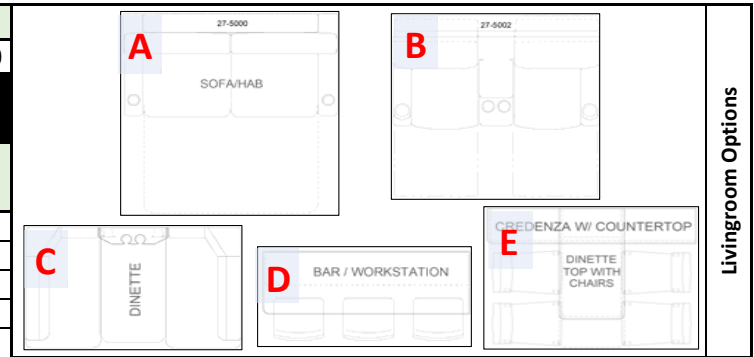 27-5000
A
SOFA/HAB
27-5002
B
C
DINETTE
D
BAR / WORKSTATION
E
CREDENZA W/ COUNTERTOP
DINETTE
TOP WITH
CHAIRS
Livingroom Options